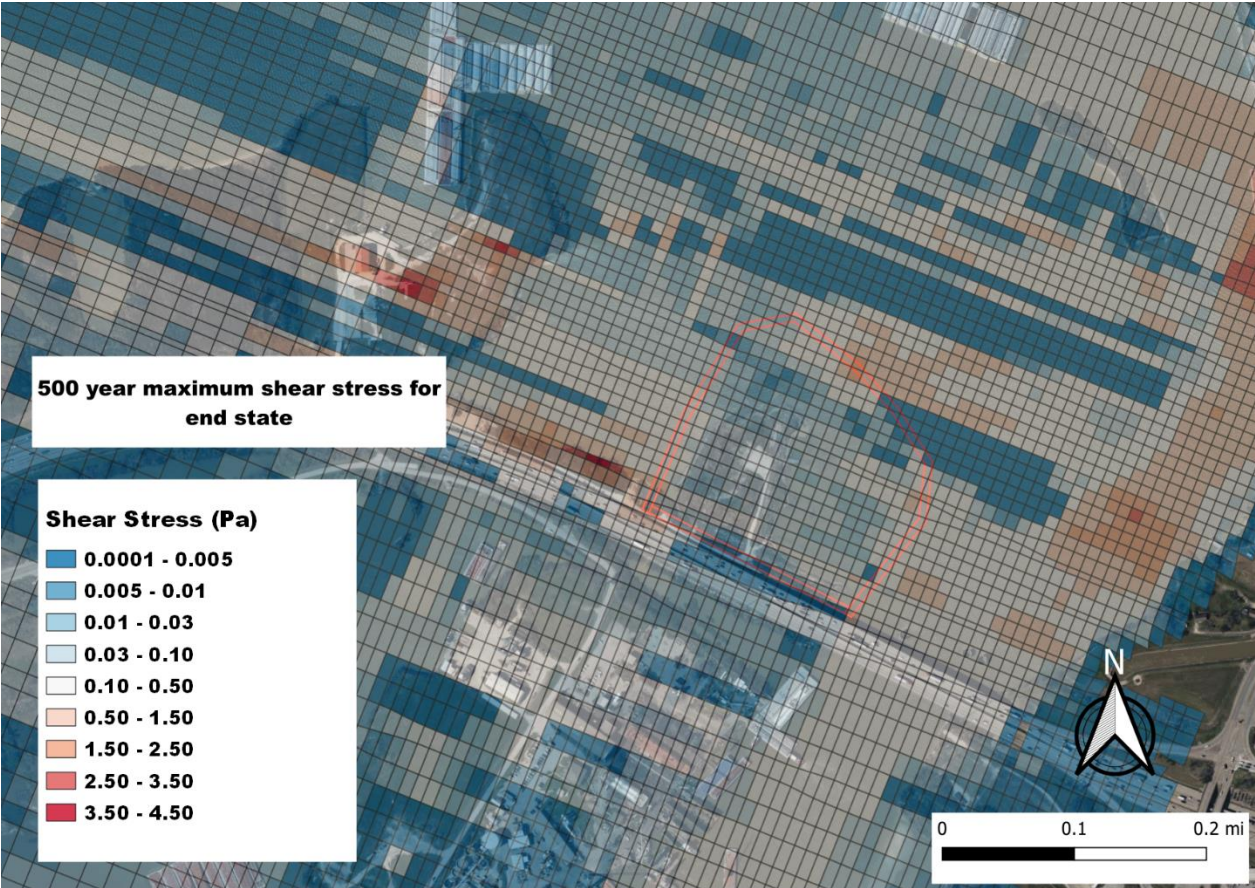 500 year maximum shear stress for
end state
Shear Stress (Pa)
0.0001 - 0.005
0.005 - 0.01
0.01 - 0.03
0.03 - 0.10
0.10 - 0.50
0.50 - 1.50
1.50 - 2.50
2.50 - 3.50
3.50 - 4.50
N
0 0.1 0.2 mi